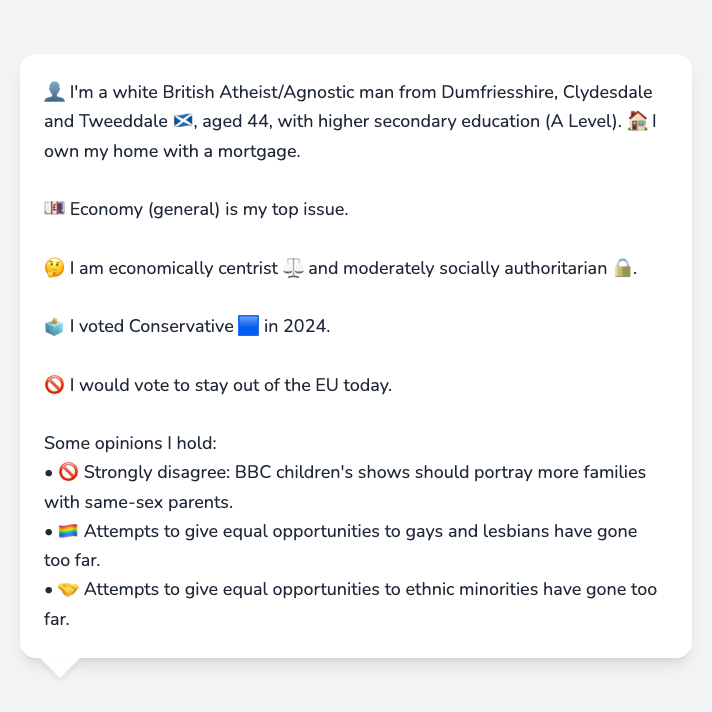 👤 I'm a white British Atheist/Agnostic man from Dumfriesshire, Clydesdale
and Tweeddale 🏴󠁧󠁢󠁳󠁣󠁴󠁿, aged 44, with higher secondary education (A Level). 🏠 I
own my home with a mortgage.
💷 Economy (general) is my top issue.
🤔 I am economically centrist ⚖️ and moderately socially authoritarian 🔒.
🗳️ I voted Conservative 🟦 in 2024.
🚫 I would vote to stay out of the EU today.
Some opinions I hold:
• 🚫 Strongly disagree: BBC children's shows should portray more families
with same-sex parents.
• 🏳️‍🌈 Attempts to give equal opportunities to gays and lesbians have gone
too far.
• 🤝 Attempts to give equal opportunities to ethnic minorities have gone too
far.